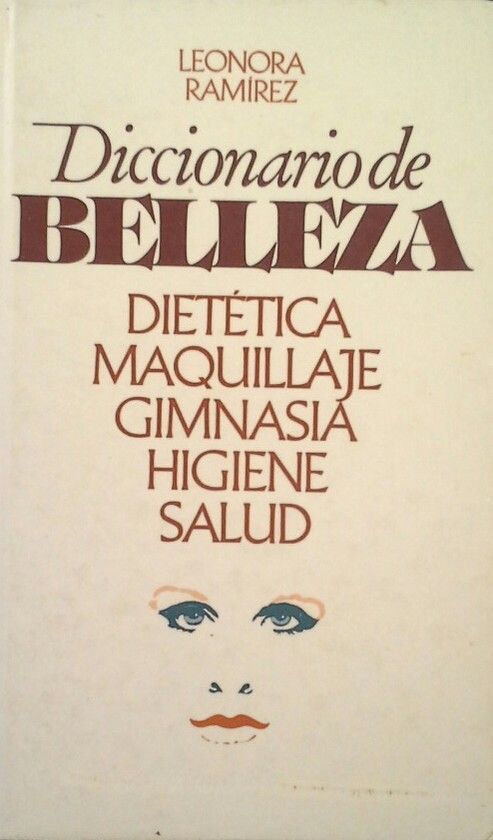 LEONORA
RAMÍREZ
Diccionario de
BELLEZA
DIETÉTICA
MAQUILLAJE
GIMNASIA
HIGIENE
SALUD